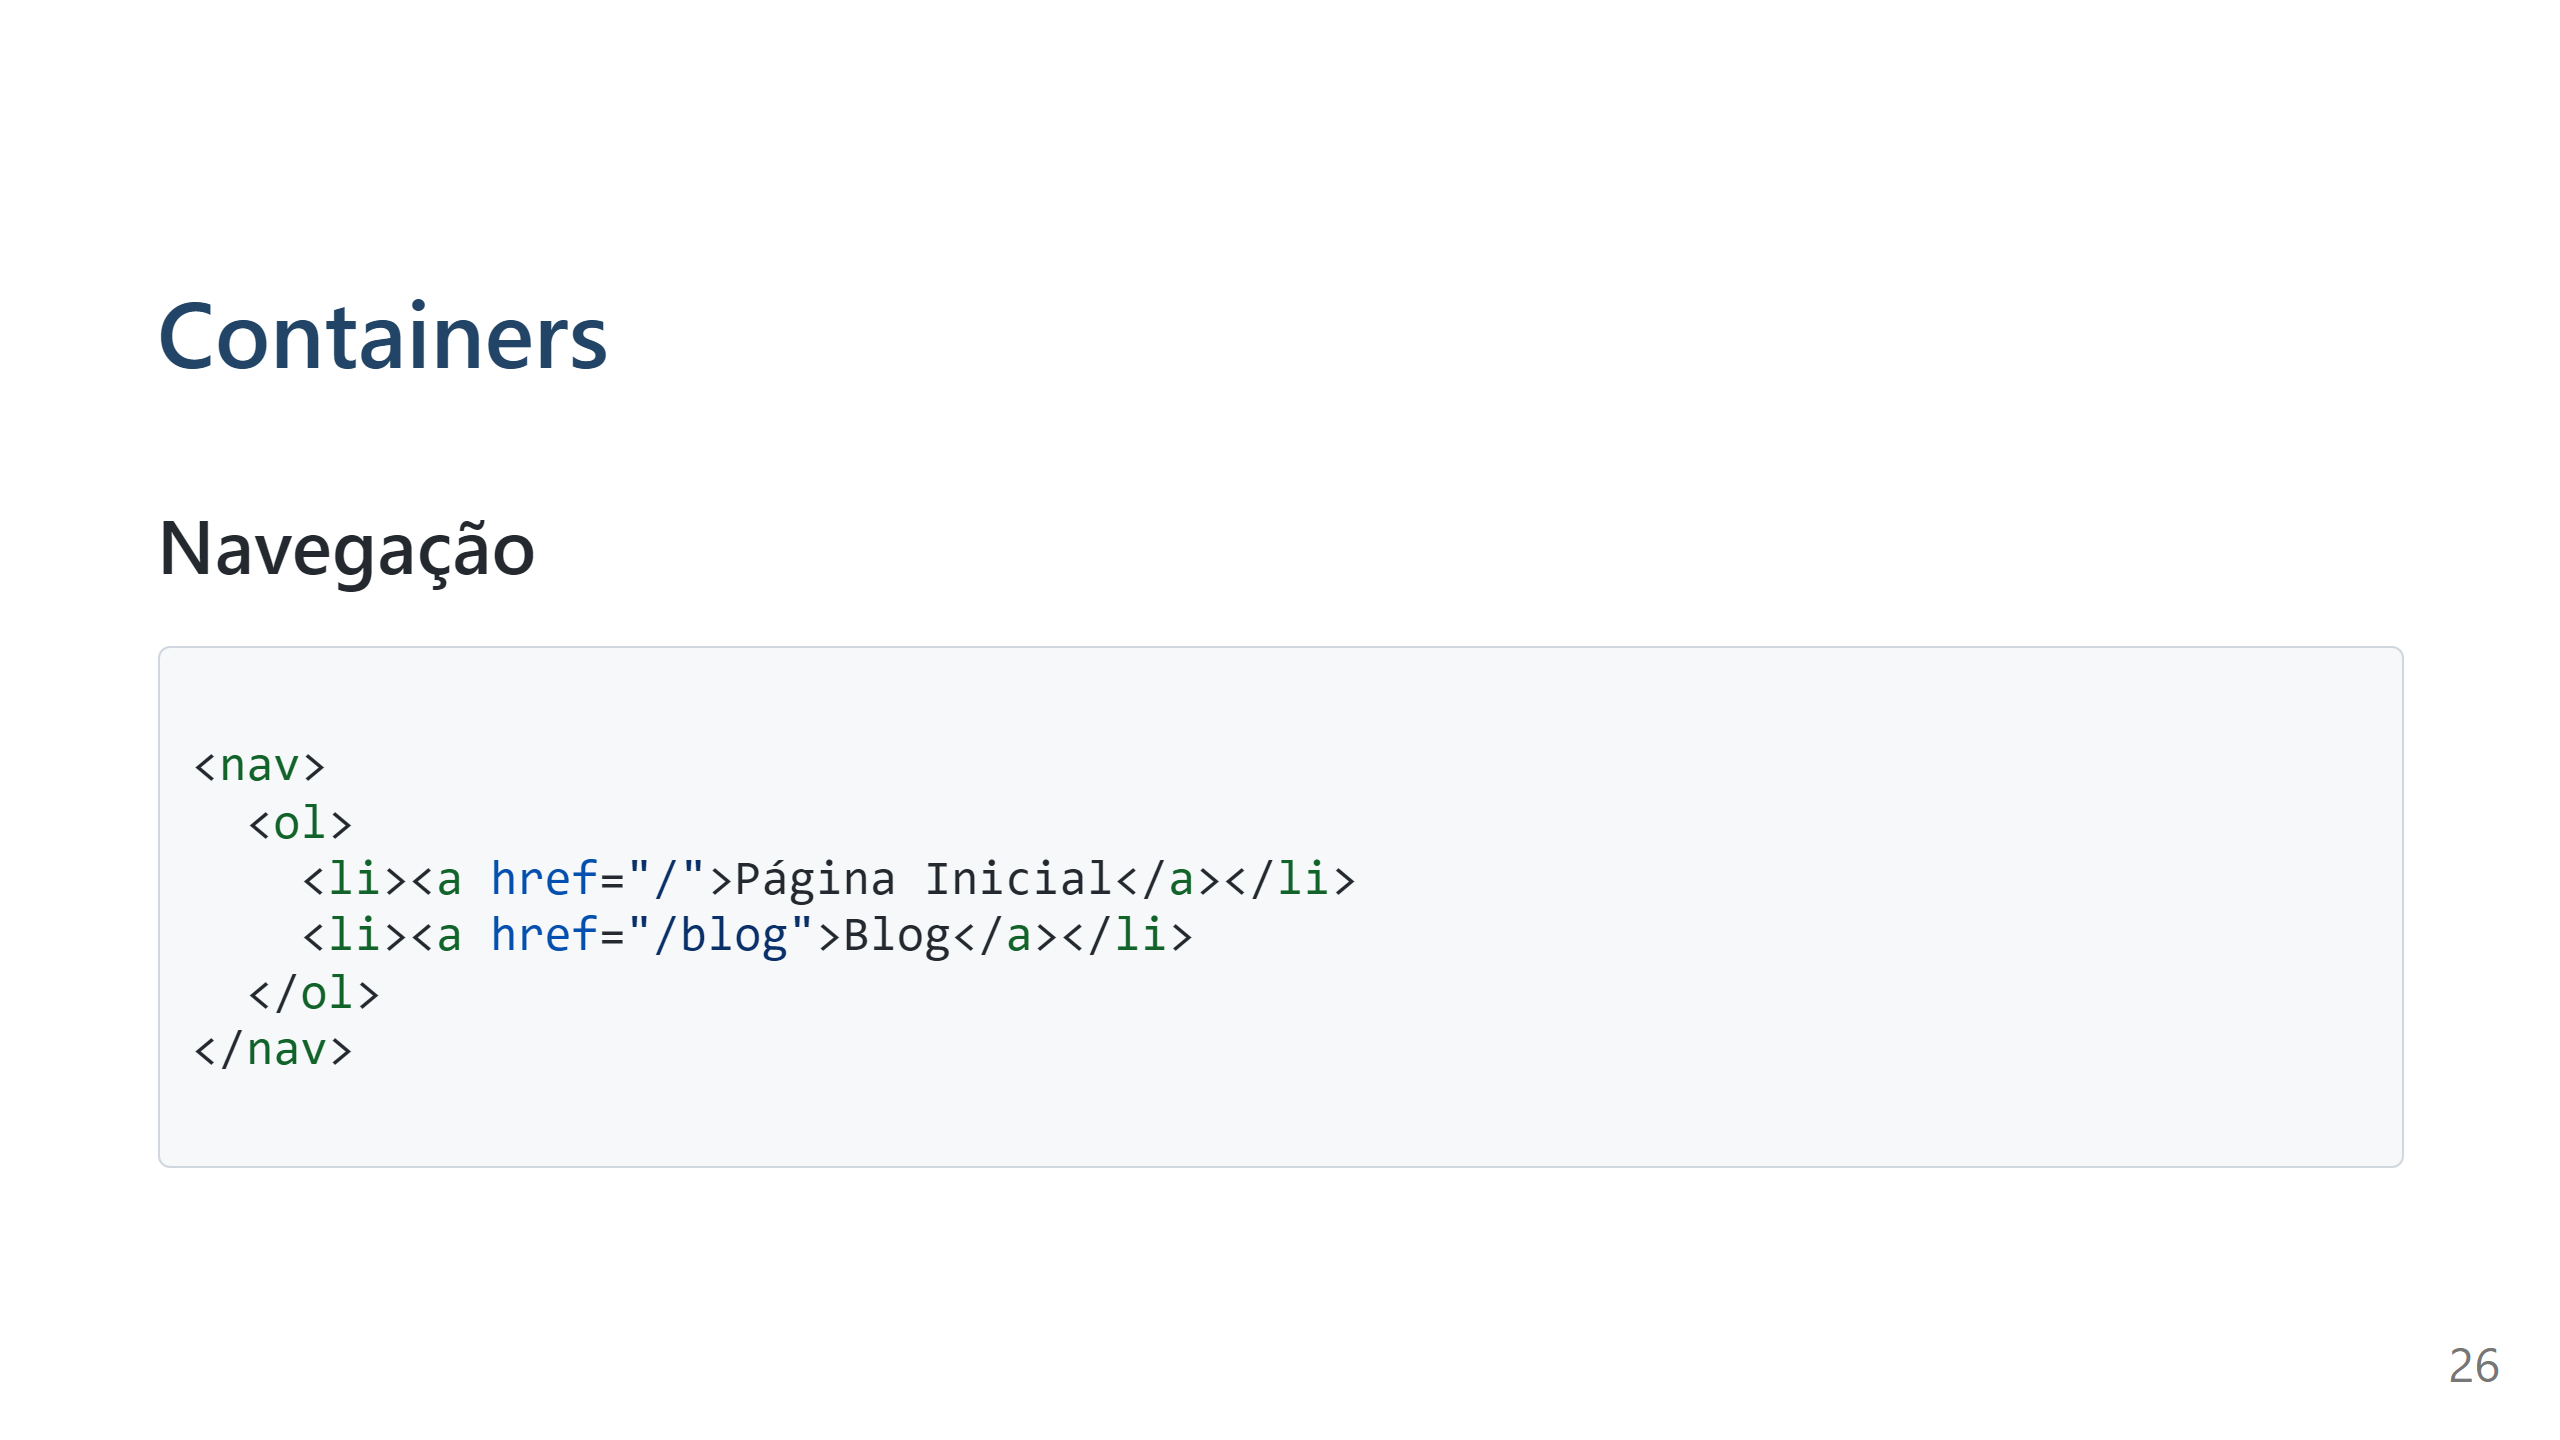 Containers
Navegação
<nav>
  <ol>
    <li><a href="/">Página Inicial</a></li>
    <li><a href="/blog">Blog</a></li>
  </ol>
</nav>
26